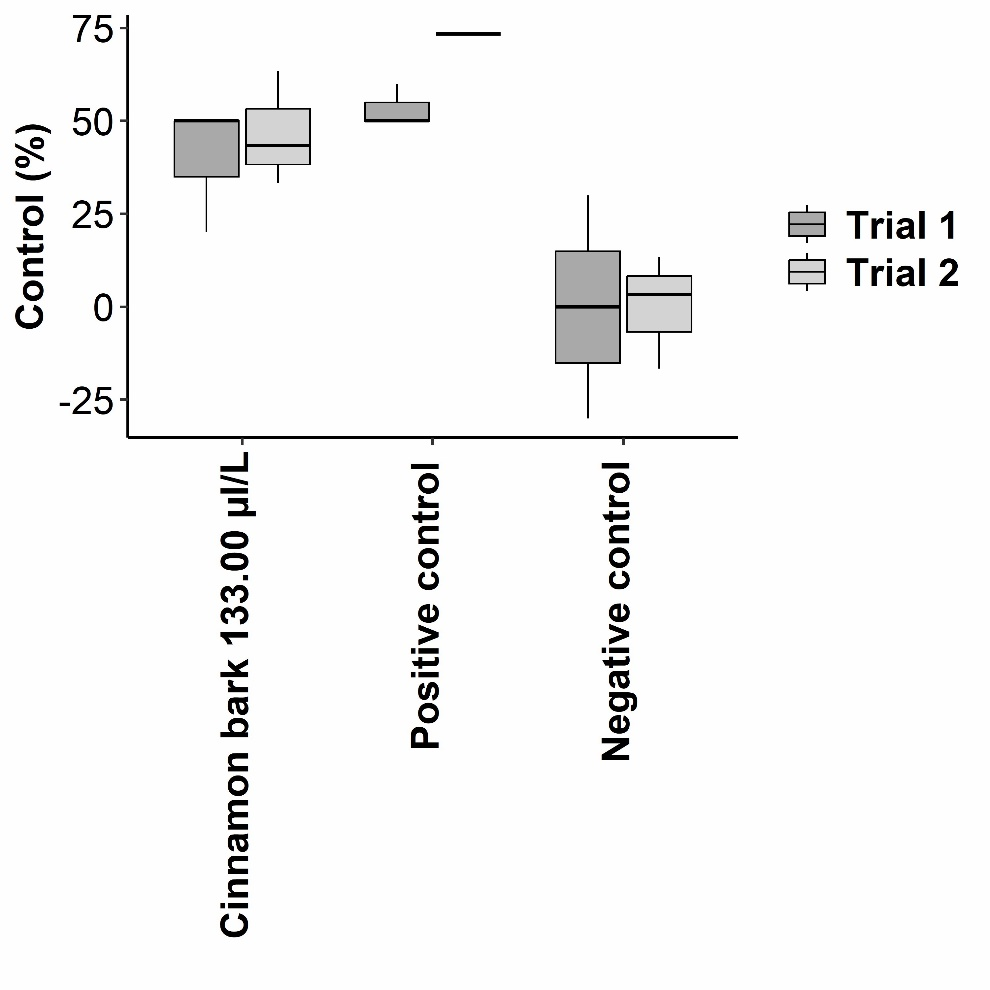 Control (%)
75
50
25
0
-25
Cinnamon bark 133.00 µl/L
Positive control
Negative control
Trial 1
Trial 2